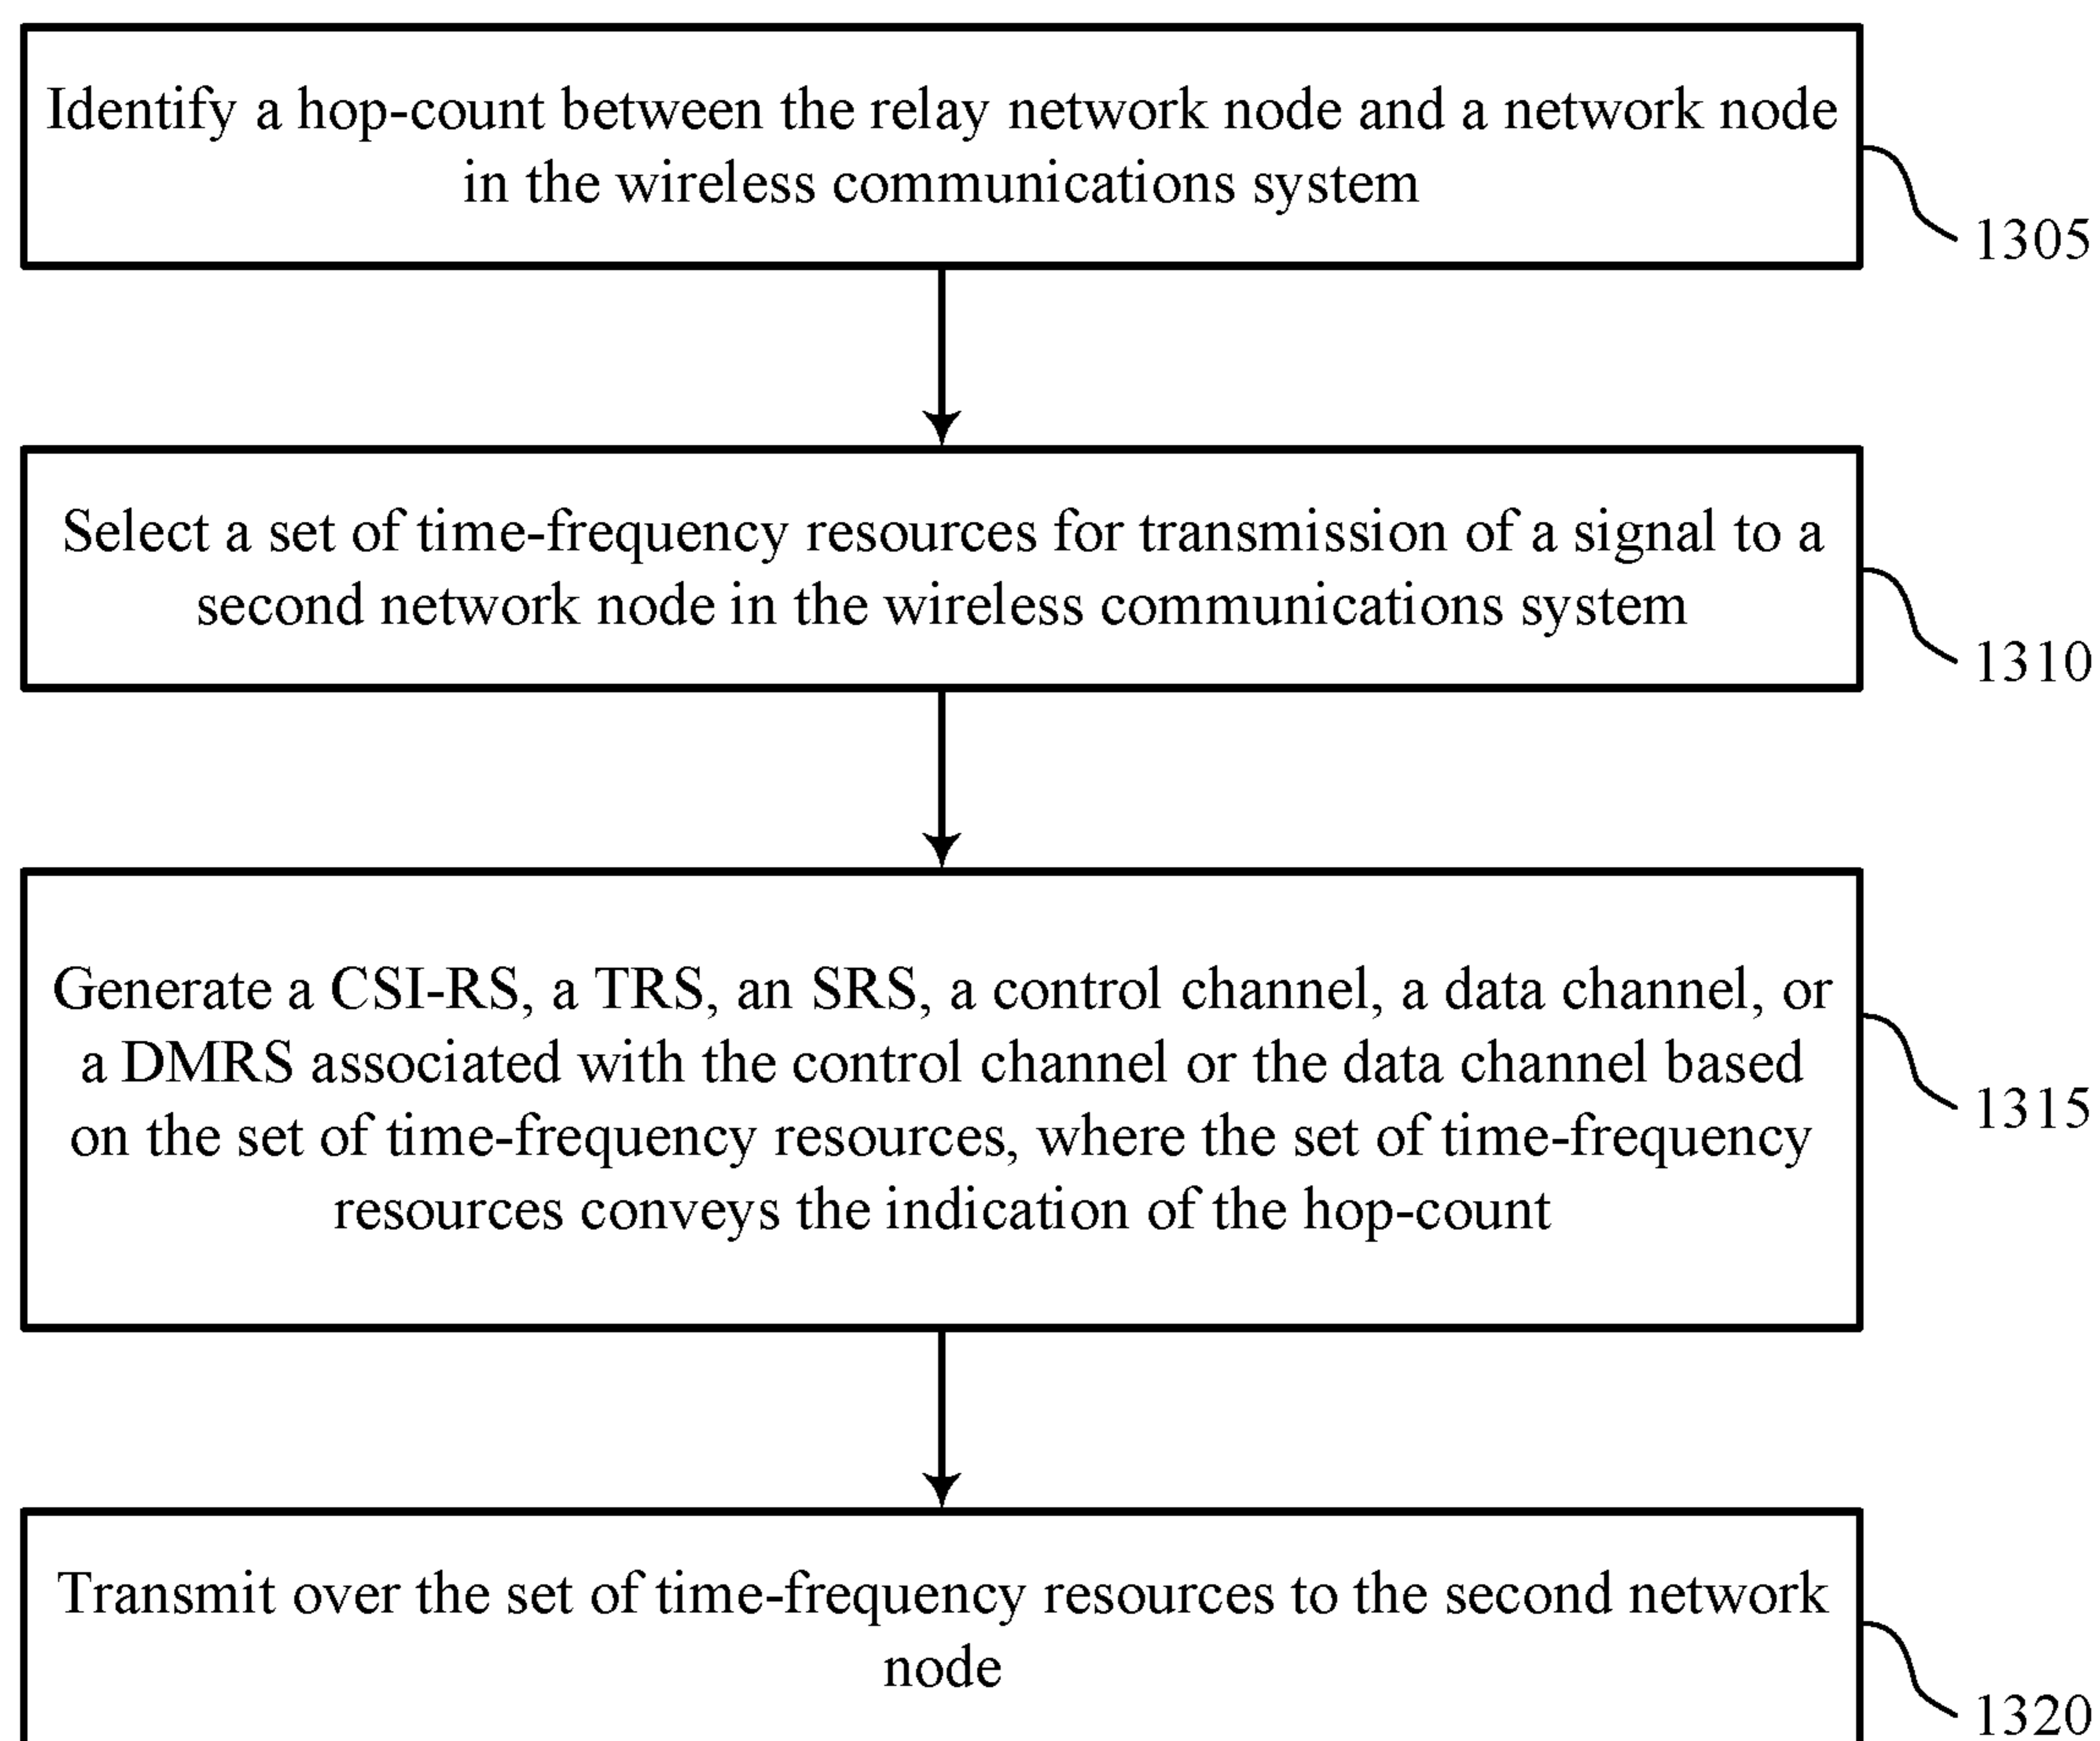 Identify a hop-count between the relay network node and a network node
in the wireless communications system
1305
Select a set of time-frequency resources for transmission of a signal to a
second network node in the wireless communications system
1310
Generate a CSI-RS, a TRS, an SRS, a control channel, a data channel, or
a DMRS associated with the control channel or the data channel based
on the set of time-frequency resources, where the set of time-frequency
resources conveys the indication of the hop-count
1315
Transmit over the set of time-frequency resources to the second network
node
1320